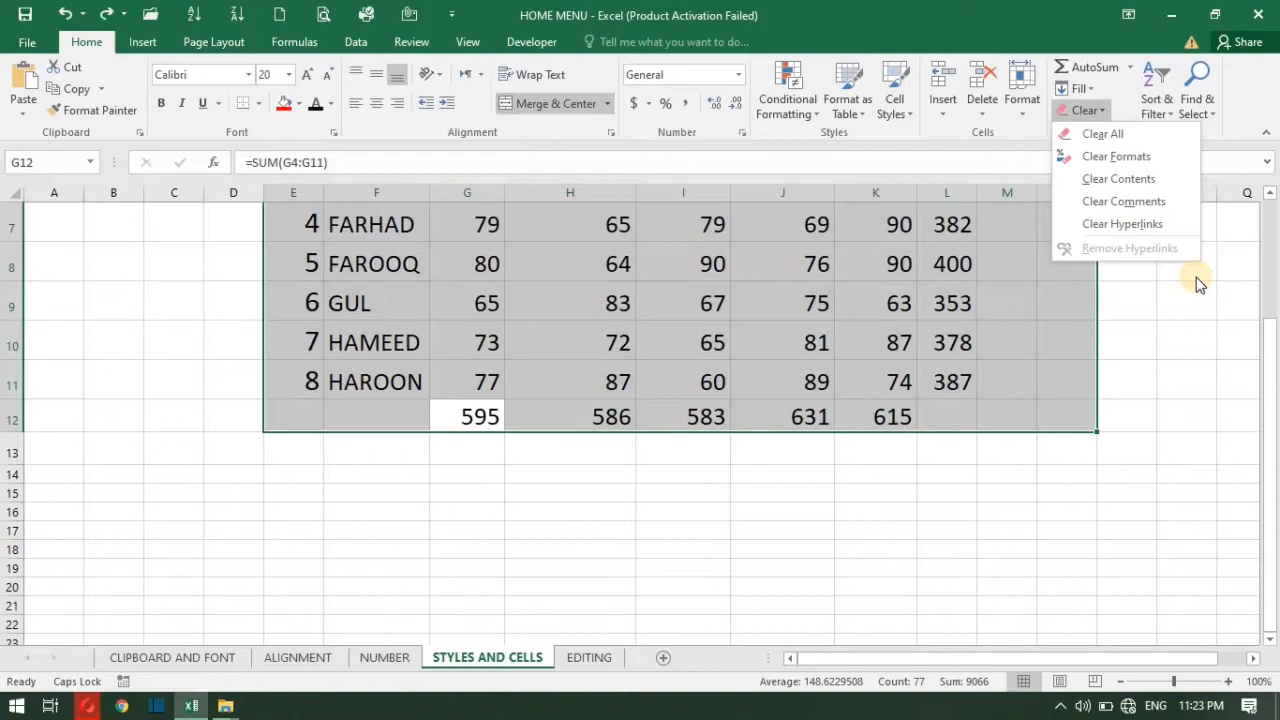 HOME MENU - Excel (Product Activation Failed)
File Home Insert Page Layout Formulas Data Review View Developer Tell me what you want to do... Share
Paste
Cut
Copy
Format Painter
Clipboard
Calibri 20
B I U
Font
Wrap Text
Merge & Center
Alignment
General
$ % ,
Number
Conditional Formatting
Format as Table
Cell Styles
Styles
Insert Delete Format
Cells
AutoSum
Fill
Clear
Sort & Filter
Find & Select
Clear All
Clear Formats
Clear Contents
Clear Comments
Clear Hyperlinks
Remove Hyperlinks
G12 fx =SUM(G4:G11)
A B C D E F G H I J K L M Q
7 4 FARHAD 79 65 79 69 90 382
8 5 FAROOQ 80 64 90 76 90 400
9 6 GUL 65 83 67 75 63 353
10 7 HAMEED 73 72 65 81 87 378
11 8 HAROON 77 87 60 89 74 387
12 595 586 583 631 615
13
14
15
16
17
18
19
20
21
22
23
CLIPBOARD AND FONT ALIGNMENT NUMBER STYLES AND CELLS EDITING
Ready Caps Lock Average: 148.6229508 Count: 77 Sum: 9066 100%
ENG 11:23 PM